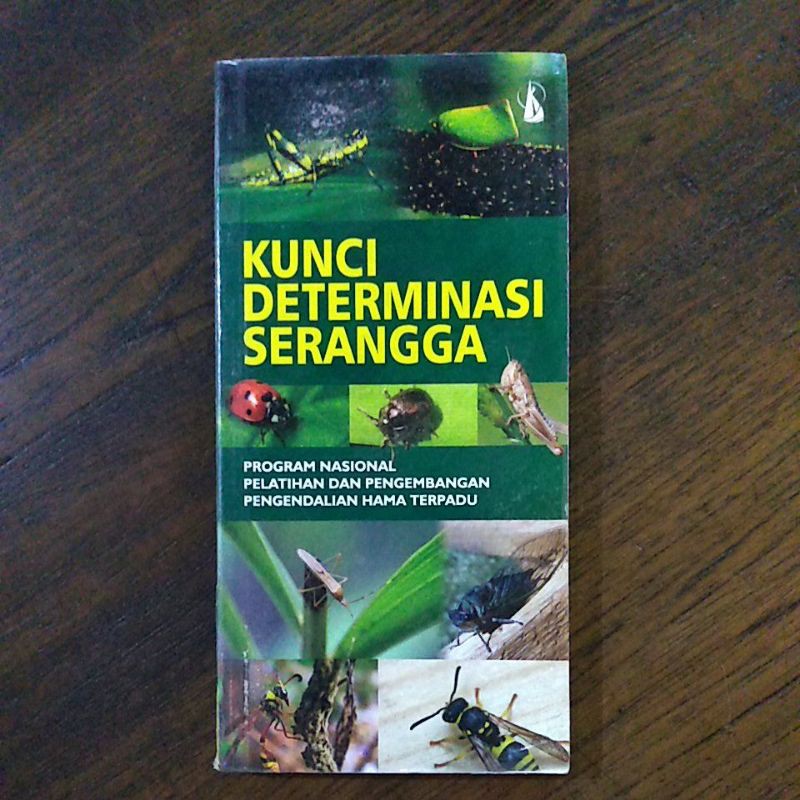 KUNCI
DETERMINASI
SERANGGA
PROGRAM NASIONAL
PELATIHAN DAN PENGEMBANGAN
PENGENDALIAN HAMA TERPADU